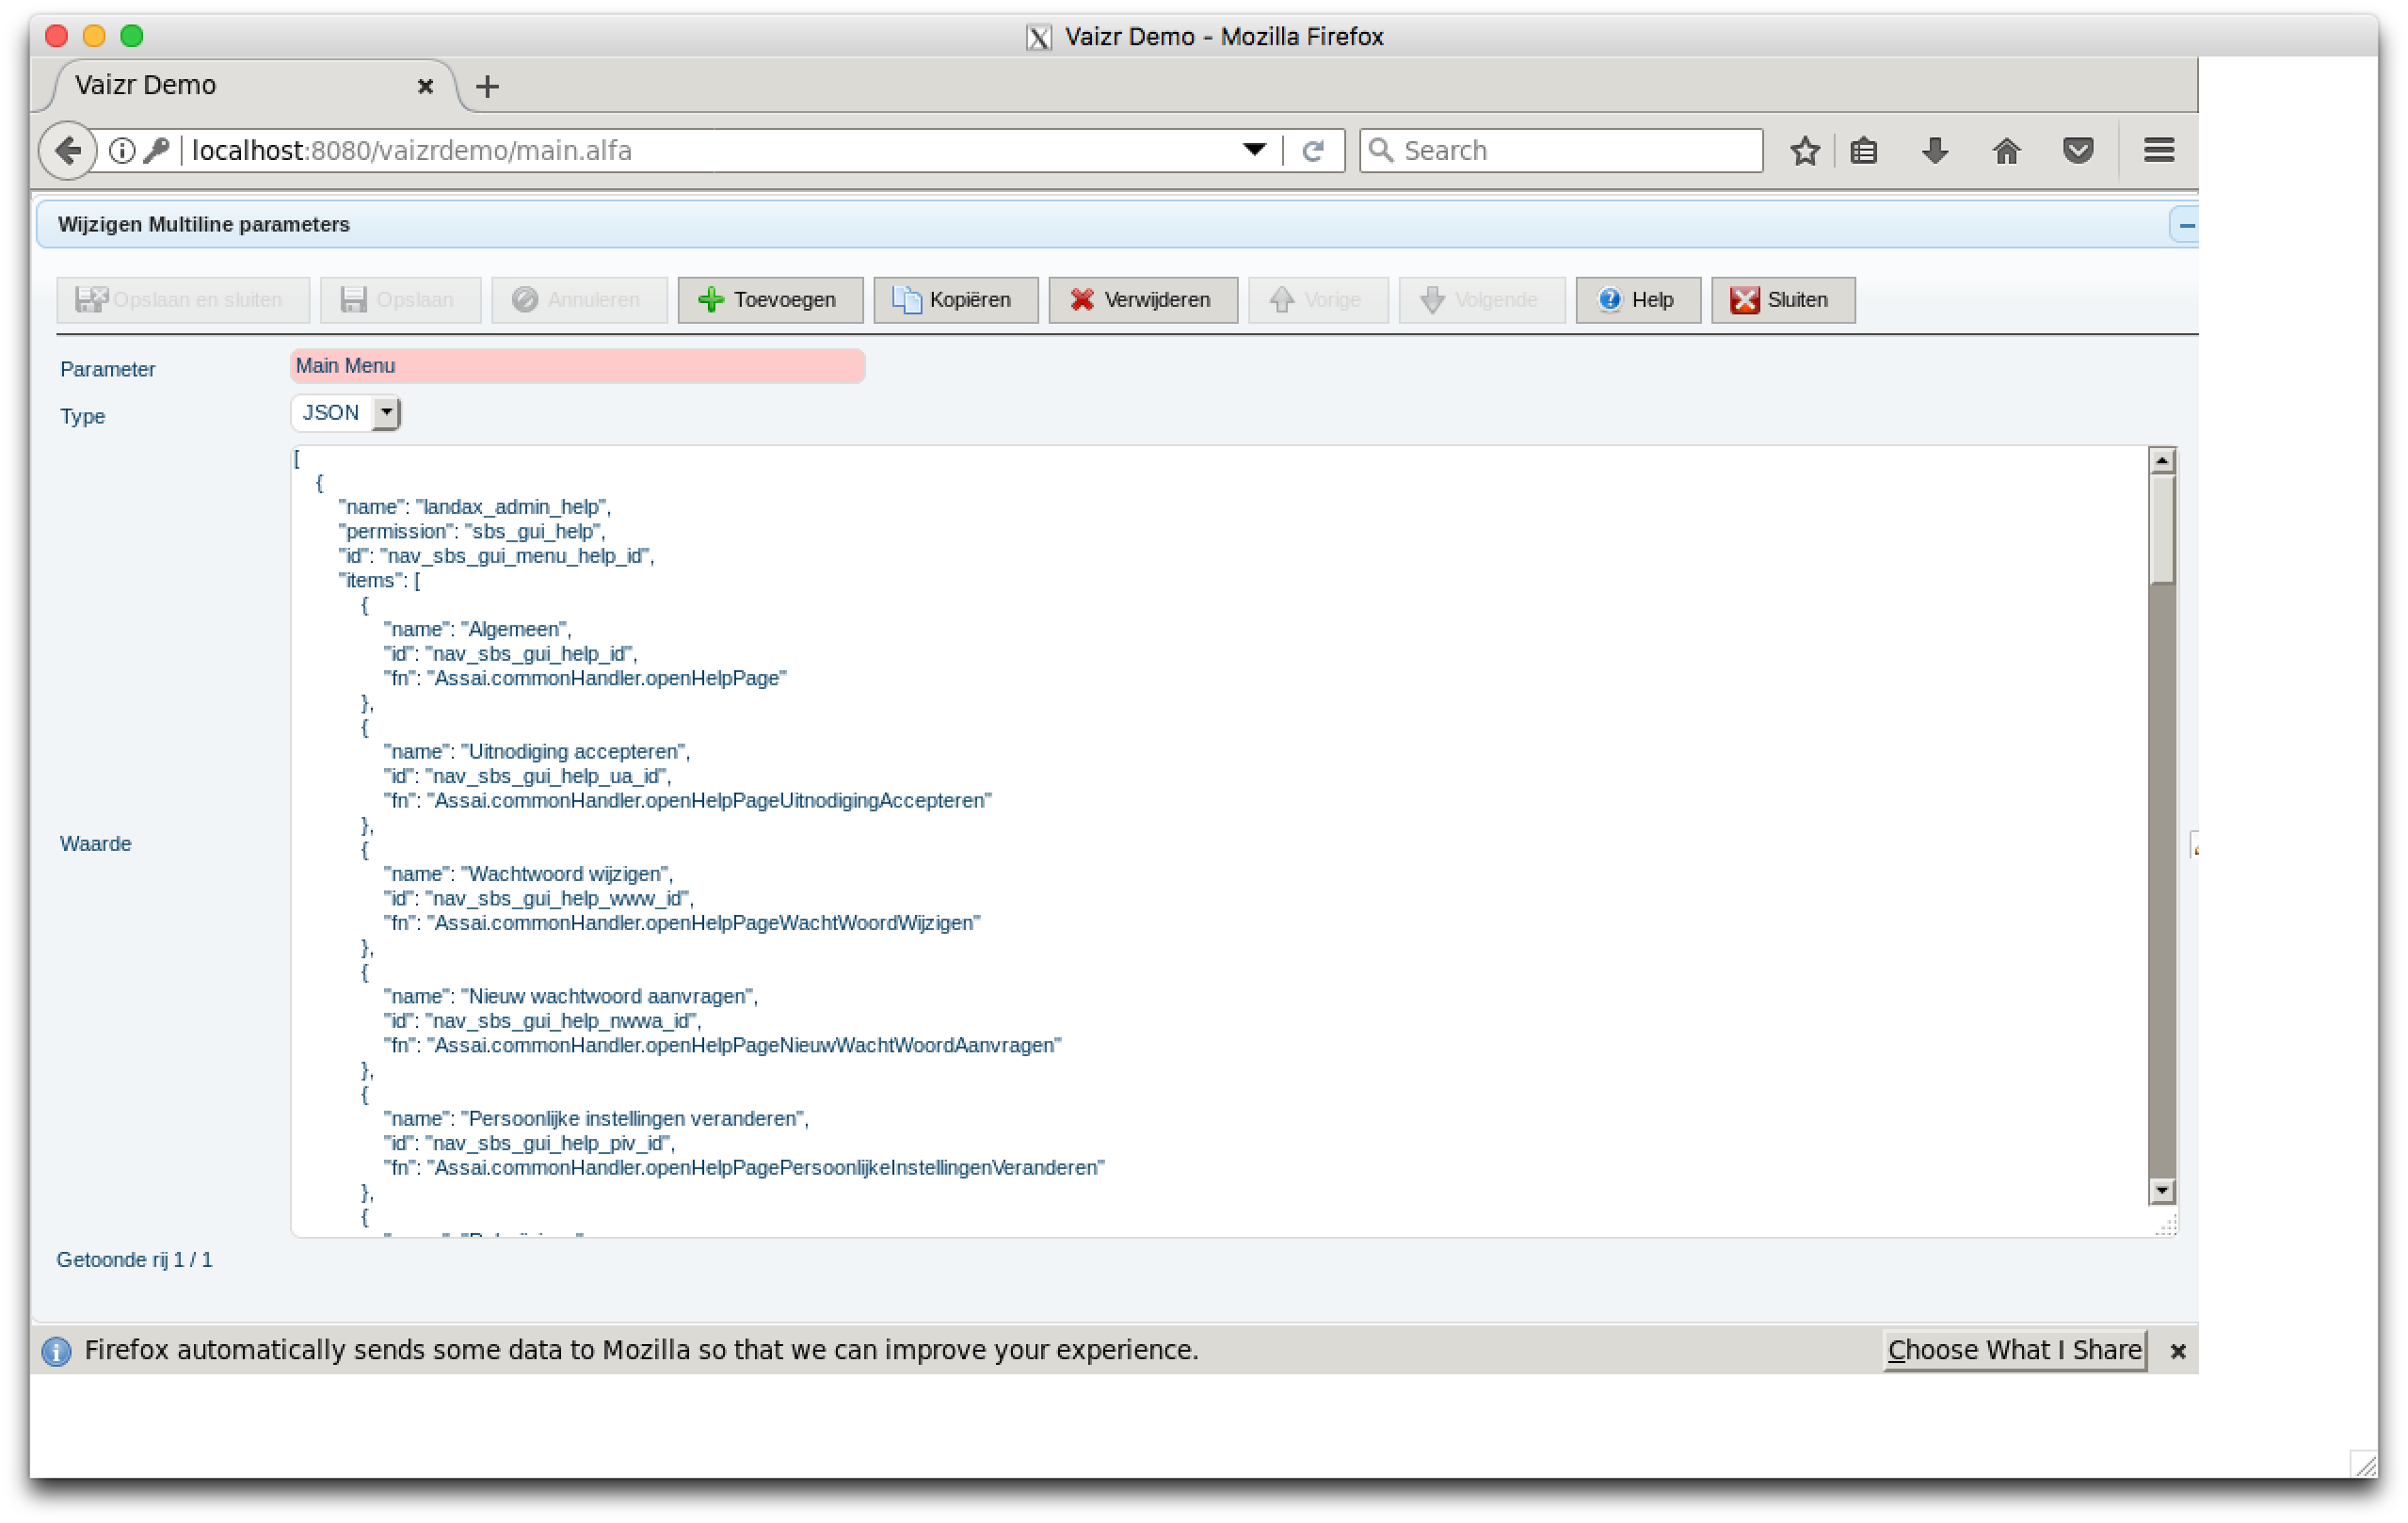 Vaizr Demo - Mozilla Firefox
Vaizr Demo
localhost:8080/vaizrdemo/main.alfa
Search
Wijzigen Multiline parameters
Opslaan en sluiten Opslaan Annuleren Toevoegen Kopiëren Verwijderen Vorige Volgende Help Sluiten
Parameter Main Menu
Type JSON
Waarde
[
{
"name": "landax_admin_help",
"permission": "sbs_gui_help",
"id": "nav_sbs_gui_menu_help_id",
"items": [
{
"name": "Algemeen",
"id": "nav_sbs_gui_help_id",
"fn": "Assai.commonHandler.openHelpPage"
},
{
"name": "Uitnodiging accepteren",
"id": "nav_sbs_gui_help_ua_id",
"fn": "Assai.commonHandler.openHelpPageUitnodigingAccepteren"
},
{
"name": "Wachtwoord wijzigen",
"id": "nav_sbs_gui_help_www_id",
"fn": "Assai.commonHandler.openHelpPageWachtWoordWijzigen"
},
{
"name": "Nieuw wachtwoord aanvragen",
"id": "nav_sbs_gui_help_nwwa_id",
"fn": "Assai.commonHandler.openHelpPageNieuwWachtWoordAanvragen"
},
{
"name": "Persoonlijke instellingen veranderen",
"id": "nav_sbs_gui_help_piv_id",
"fn": "Assai.commonHandler.openHelpPagePersoonlijkeInstellingenVeranderen"
},
{
Getoonde rij 1 / 1
Firefox automatically sends some data to Mozilla so that we can improve your experience.
Choose What I Share